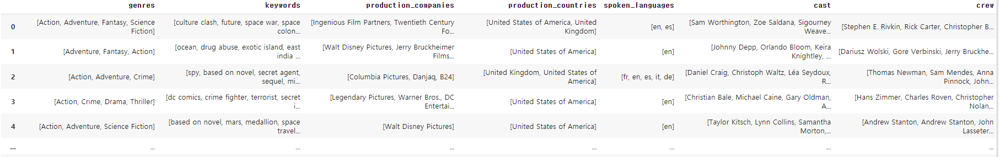 genres keywords production_companies production_countries spoken_languages cast crew
0 [Action, Adventure, Fantasy, Science Fiction] [culture clash, future, space war, space colon... [Ingenious Film Partners, Twentieth Century Fo... [United States of America, United Kingdom] [en, es] [Sam Worthington, Zoe Saldana, Sigourney Weave... [Stephen E. Rivkin, Rick Carter, Christopher B...
1 [Adventure, Fantasy, Action] [ocean, drug abuse, exotic island, east india ... [Walt Disney Pictures, Jerry Bruckheimer Films... [United States of America] [en] [Johnny Depp, Orlando Bloom, Keira Knightley, ... [Dariusz Wolski, Gore Verbinski, Jerry Bruckhe...
2 [Action, Adventure, Crime] [spy, based on novel, secret agent, sequel, mi... [Columbia Pictures, Danjaq, B24] [United Kingdom, United States of America] [fr, en, es, it, de] [Daniel Craig, Christoph Waltz, Léa Seydoux, R... [Thomas Newman, Sam Mendes, Anna Pinnock, John...
3 [Action, Crime, Drama, Thriller] [dc comics, crime fighter, terrorist, secret i... [Legendary Pictures, Warner Bros., DC Entertai... [United States of America] [en] [Christian Bale, Michael Caine, Gary Oldman, A... [Hans Zimmer, Charles Roven, Christopher Nolan...
4 [Action, Adventure, Science Fiction] [based on novel, mars, medallion, space travel... [Walt Disney Pictures] [United States of America] [en] [Taylor Kitsch, Lynn Collins, Samantha Morton,... [Andrew Stanton, Andrew Stanton, John Lasseter...
... ... ... ... ... ... ... ...